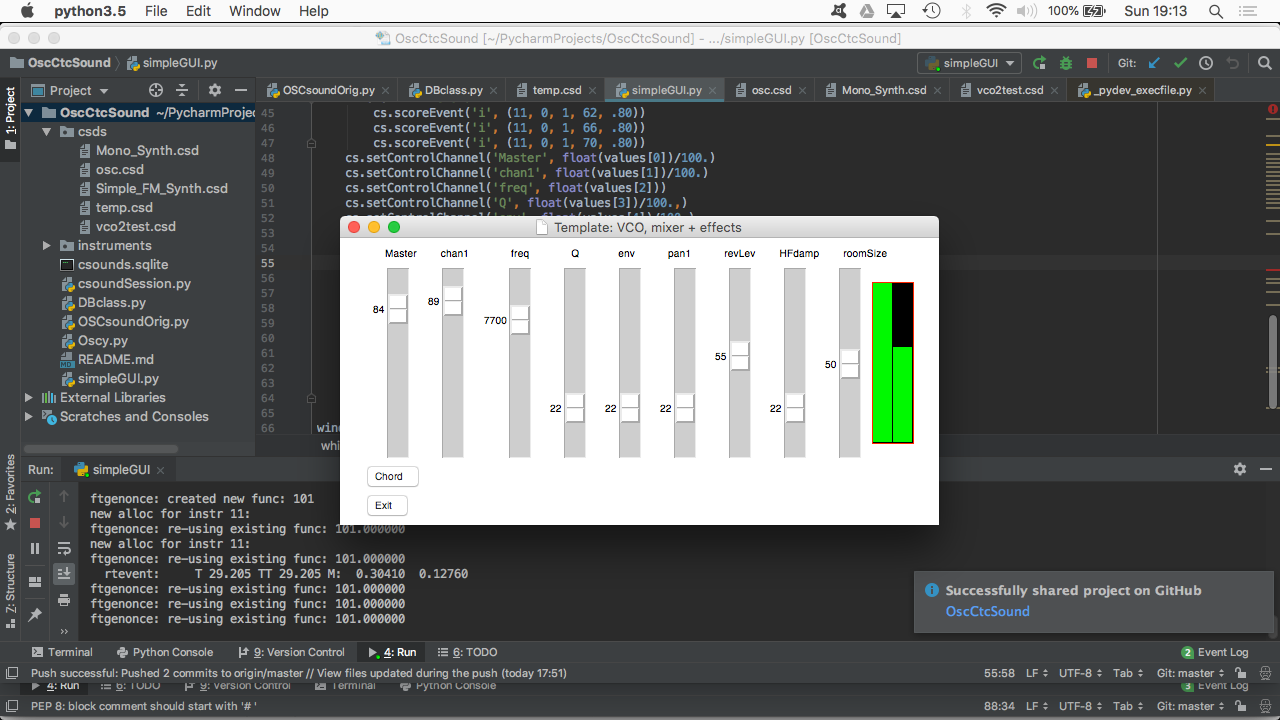 python3.5 File Edit Window Help 100% Sun 19:13
OscCtcSound [~/PycharmProjects/OscCtcSound] - .../simpleGUI.py [OscCtcSound]
OscCtcSound simpleGUI.py simpleGUI Git:
1: Project
Project
OSCsoundOrig.py DBclass.py temp.csd simpleGUI.py osc.csd Mono_Synth.csd vco2test.csd _pydev_execfile.py
OscCtcSound ~/PycharmProje
csds
Mono_Synth.csd
osc.csd
Simple_FM_Synth.csd
temp.csd
vco2test.csd
instruments
csounds.sqlite
csoundSession.py
DBclass.py
OSCsoundOrig.py
Oscy.py
README.md
simpleGUI.py
External Libraries
Scratches and Consoles
45 cs.scoreEvent('i', (11, 0, 1, 62, .80))
46 cs.scoreEvent('i', (11, 0, 1, 66, .80))
47 cs.scoreEvent('i', (11, 0, 1, 70, .80))
48 cs.setControlChannel('Master', float(values[0])/100.)
49 cs.setControlChannel('chan1', float(values[1])/100.)
50 cs.setControlChannel('freq', float(values[2]))
51 cs.setControlChannel('Q', float(values[3])/100.,)
52
53
54
55
56
57
58
59
60
61
62
63
64
65 wind
66
whi
Template: VCO, mixer + effects
Master chan1 freq Q env pan1 revLev HFdamp roomSize
84 89 7700 22 22 22 55 22 50
Chord
Exit
Run: simpleGUI
ftgenonce: created new func: 101
new alloc for instr 11:
ftgenonce: re-using existing func: 101.000000
new alloc for instr 11:
ftgenonce: re-using existing func: 101.000000
rtevent: T 29.205 TT 29.205 M: 0.30410 0.12760
ftgenonce: re-using existing func: 101.000000
ftgenonce: re-using existing func: 101.000000
ftgenonce: re-using existing func: 101.000000
2: Favorites
Z: Structure
Successfully shared project on GitHub
OscCtcSound
Terminal Python Console 9: Version Control 4: Run 6: TODO 2 Event Log
Push successful: Pushed 2 commits to origin/master // View files updated during the push (today 17:51) 55:58 LF UTF-8 Tab Git: master
4: Run 6: TODO 9: Version Control Terminal Python Console 3 Event Log
PEP 8: block comment should start with '# ' 88:34 LF UTF-8 Tab Git: master